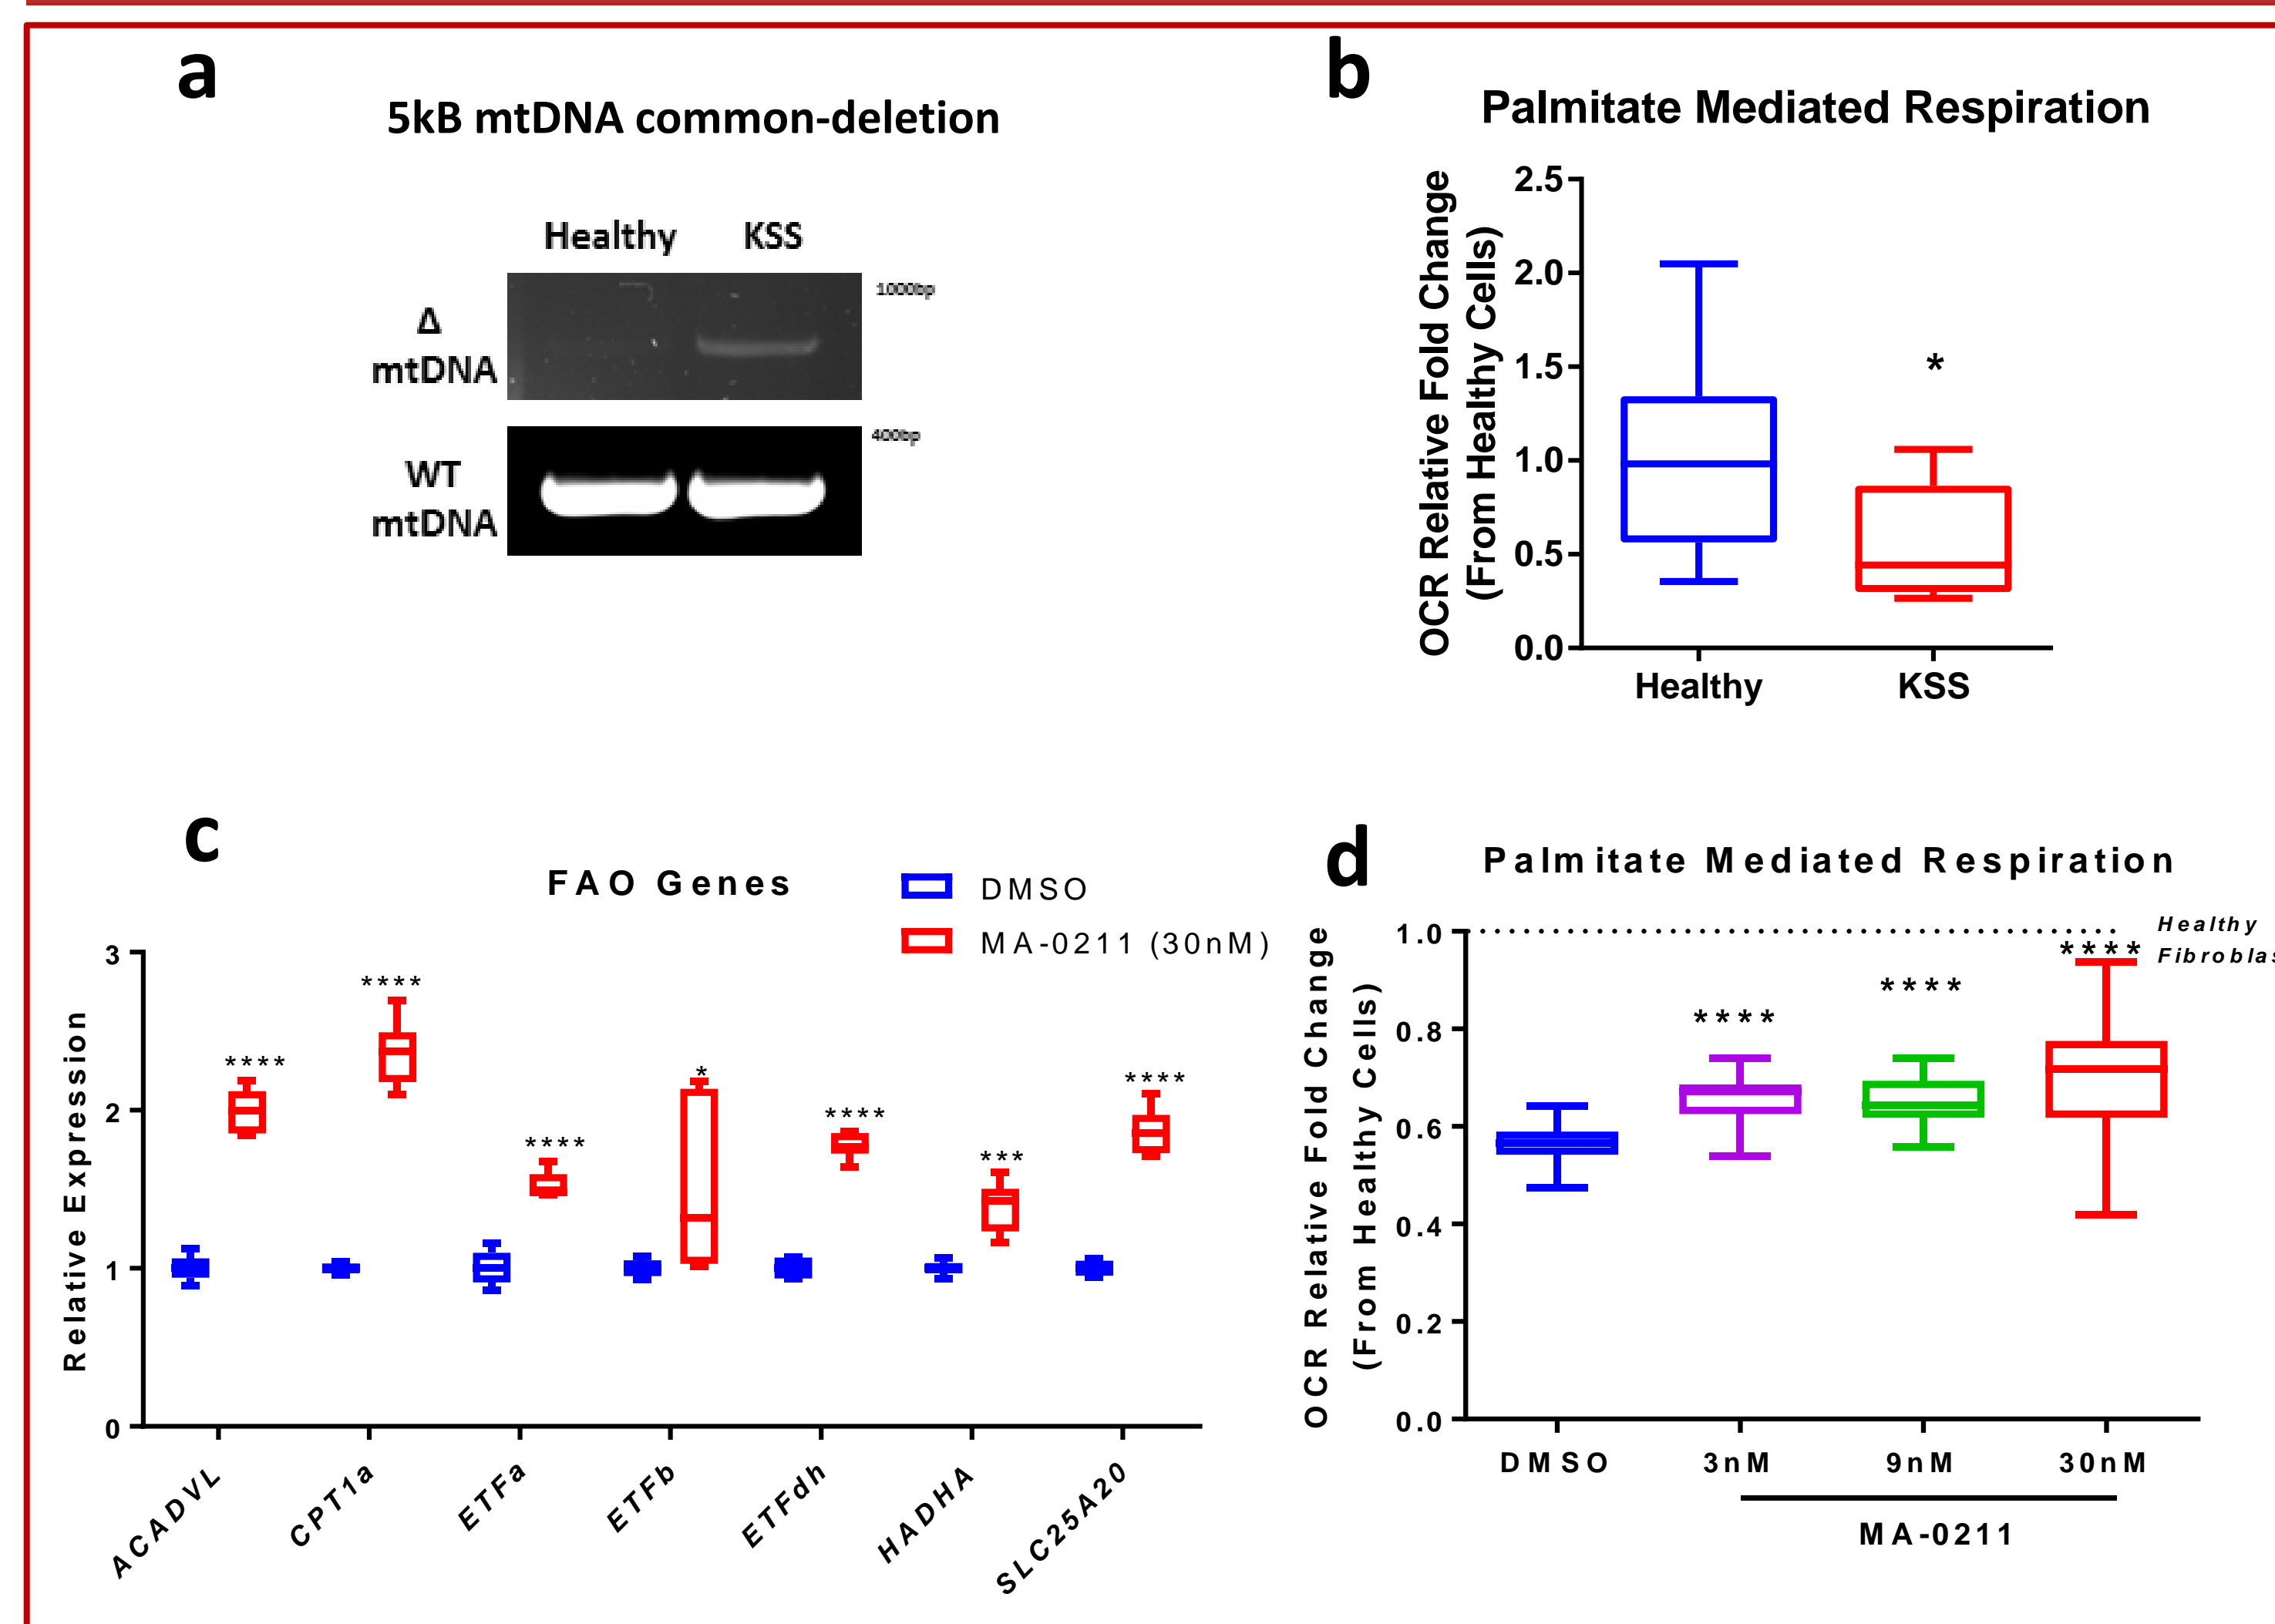 a
5kB mtDNA common-deletion
Healthy KSS
Δ
mtDNA
1000bp
WT
mtDNA
400bp
b
Palmitate Mediated Respiration
OCR Relative Fold Change
(From Healthy Cells)
2.5
2.0
1.5
1.0
0.5
0.0
*
Healthy KSS
c
FAO Genes
DMSO
MA-0211 (30nM)
Relative Expression
3
2
1
0
****
****
****
*
****
***
****
ACADVL
CPT1a
ETFa
ETFb
ETFdh
HADHA
SLC25A20
d
Palmitate Mediated Respiration
OCR Relative Fold Change
(From Healthy Cells)
1.0
0.8
0.6
0.4
0.2
0.0
Healthy
Fibroblas
****
****
****
DMSO 3nM 9nM 30nM
MA-0211